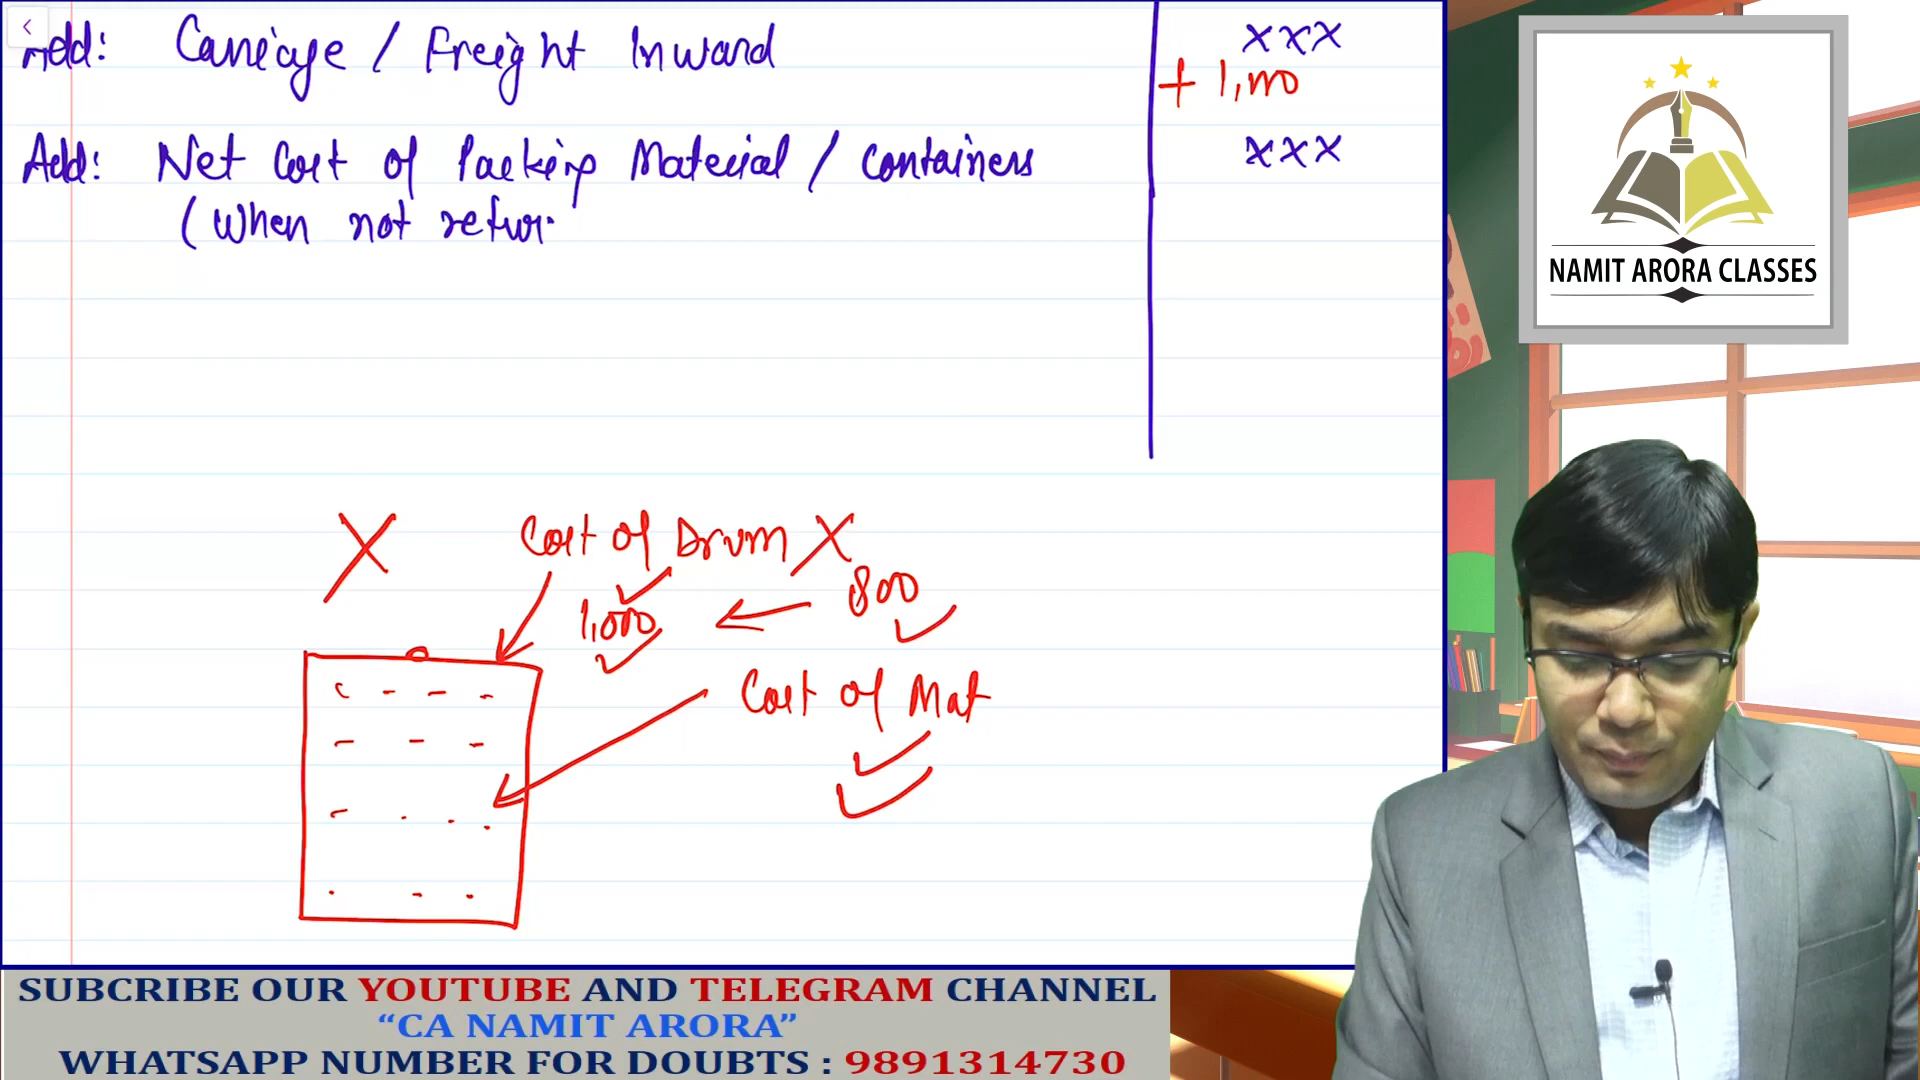 Add: Carriage / Freight Inward xxx
+ 1,000
Add: Net Cost of Packing Material / Containers xxx
(When not retur
Cost of Drum X
X
1,000 800
Cost of Mat
NAMIT ARORA CLASSES
SUBCRIBE OUR YOUTUBE AND TELEGRAM CHANNEL
“CA NAMIT ARORA”
WHATSAPP NUMBER FOR DOUBTS : 9891314730